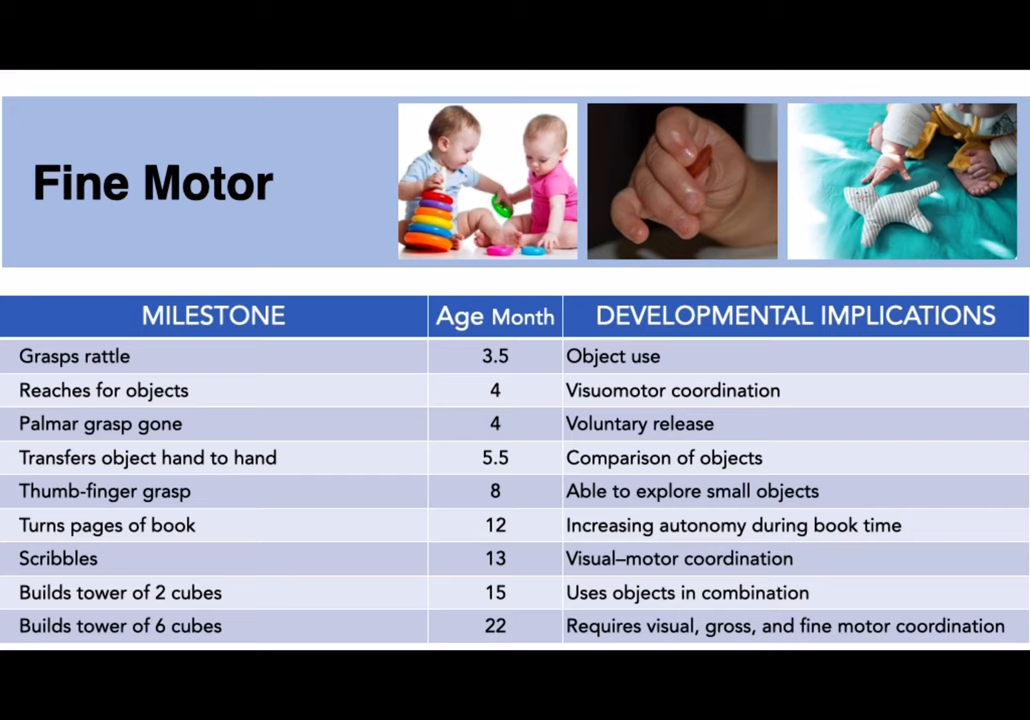 Fine Motor
MILESTONE Age Month DEVELOPMENTAL IMPLICATIONS
Grasps rattle 3.5 Object use
Reaches for objects 4 Visuomotor coordination
Palmar grasp gone 4 Voluntary release
Transfers object hand to hand 5.5 Comparison of objects
Thumb-finger grasp 8 Able to explore small objects
Turns pages of book 12 Increasing autonomy during book time
Scribbles 13 Visual–motor coordination
Builds tower of 2 cubes 15 Uses objects in combination
Builds tower of 6 cubes 22 Requires visual, gross, and fine motor coordination